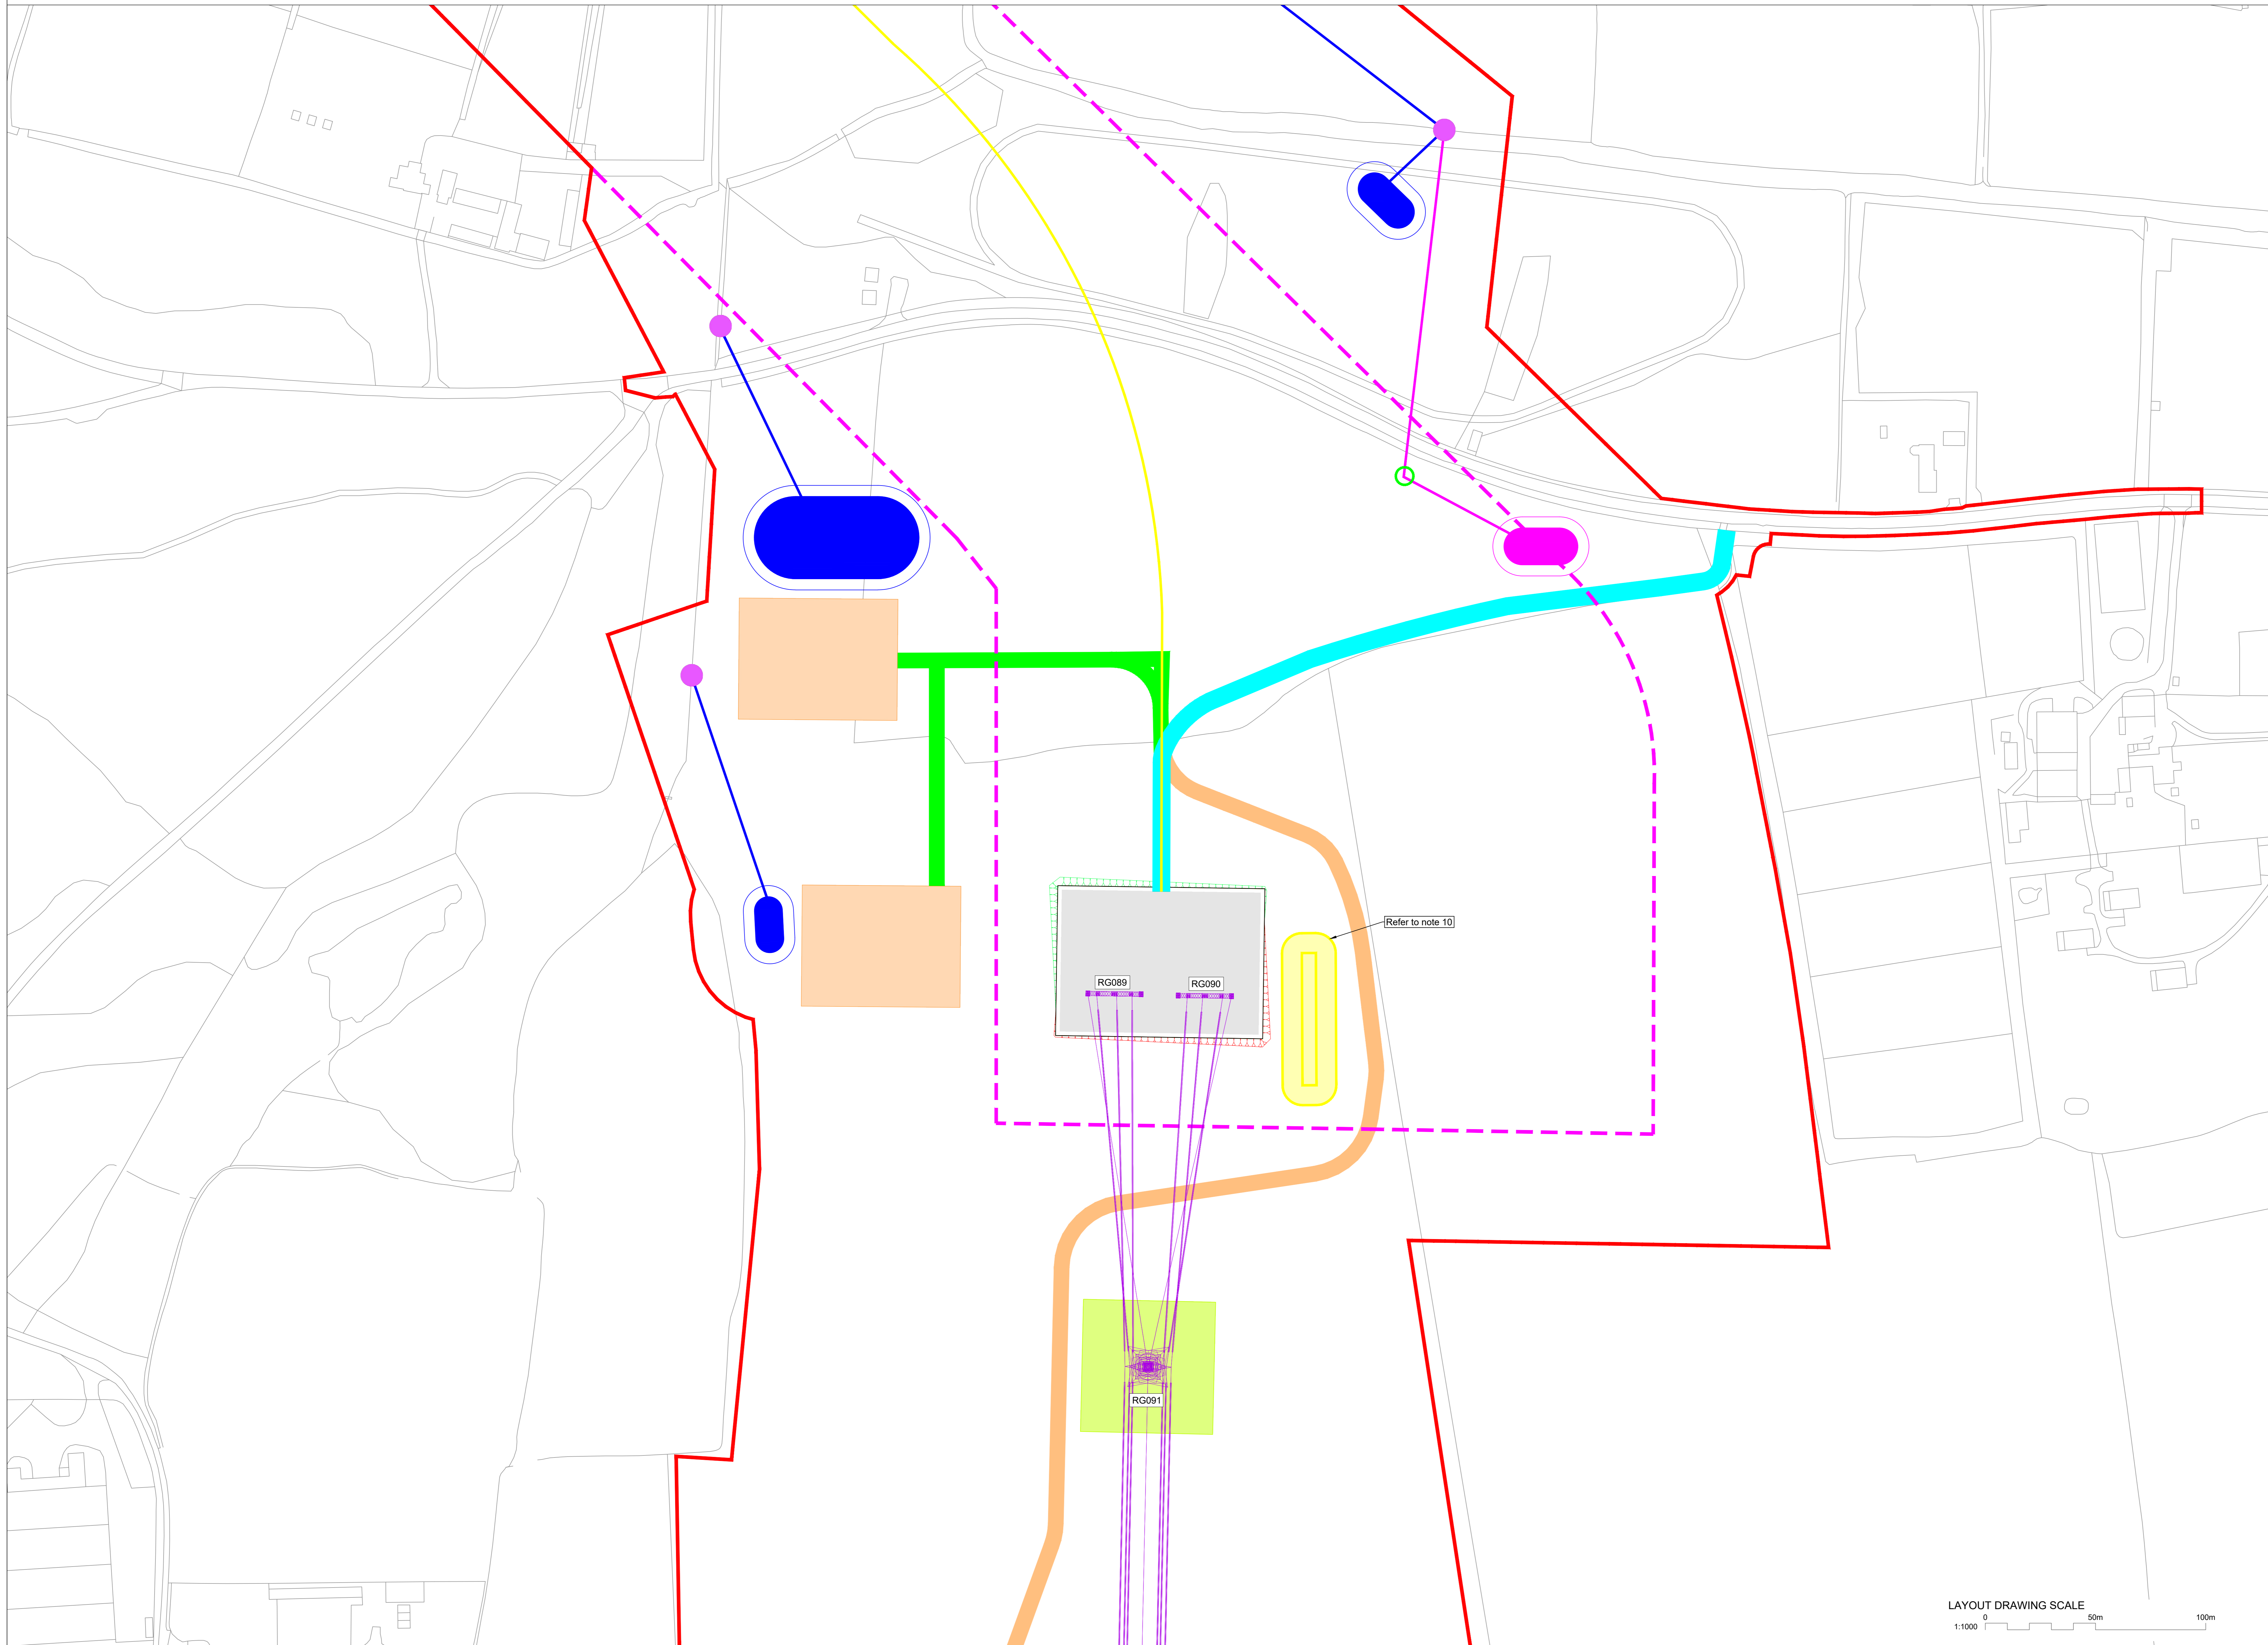 Refer to note 10
RG089
RG090
RG091
LAYOUT DRAWING SCALE
0 50m 100m
1:1000